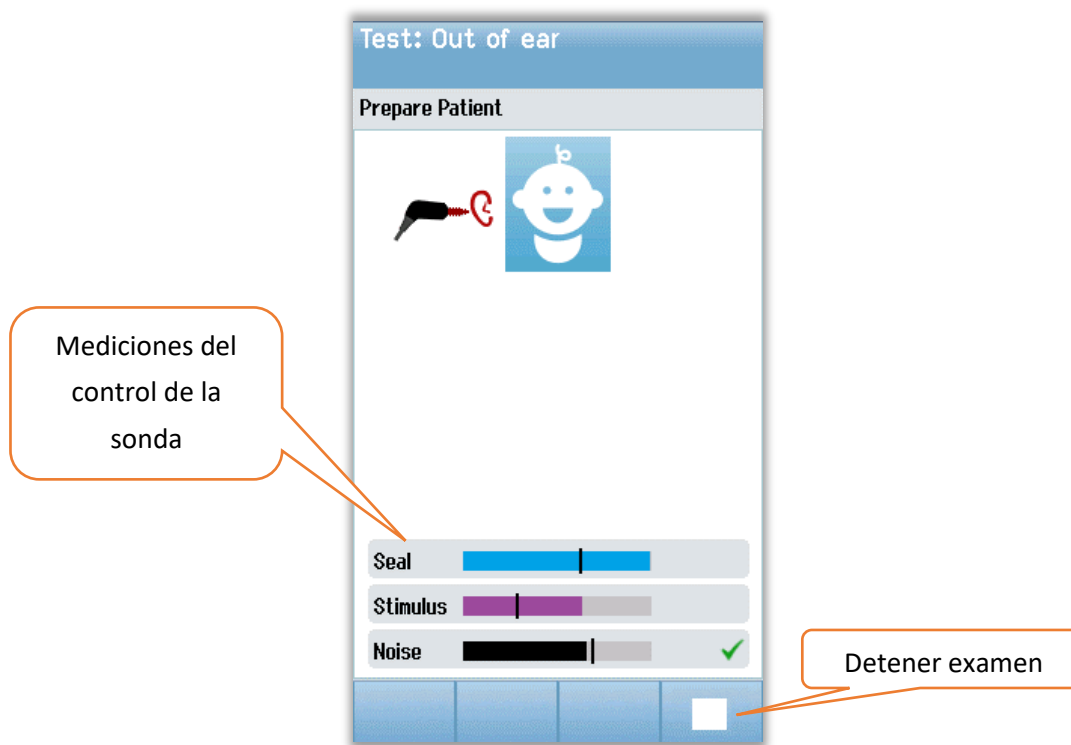 Test: Out of ear
Prepare Patient
Mediciones del
control de la
sonda
Seal
Stimulus
Noise
Detener examen